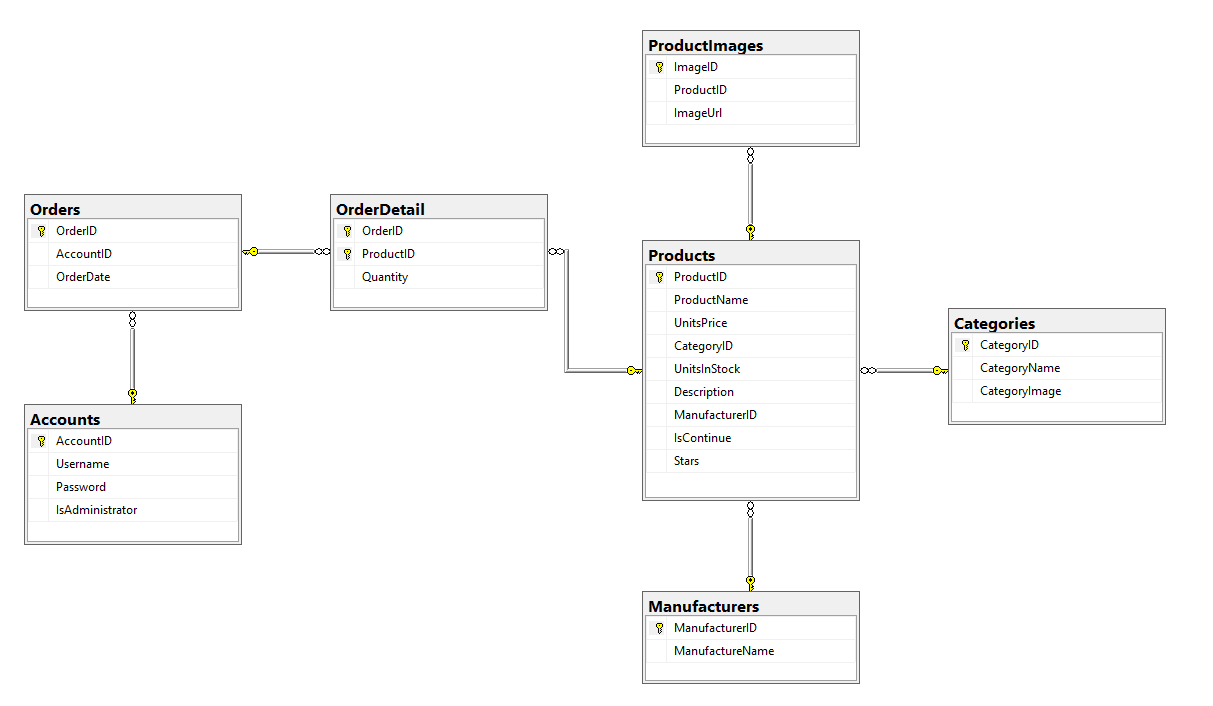 ProductImages
ImageID
ProductID
ImageUrl
Orders
OrderID
AccountID
OrderDate
OrderDetail
OrderID
ProductID
Quantity
Products
ProductID
ProductName
UnitsPrice
CategoryID
UnitsInStock
Description
ManufacturerID
IsContinue
Stars
Categories
CategoryID
CategoryName
CategoryImage
Accounts
AccountID
Username
Password
IsAdministrator
Manufacturers
ManufacturerID
ManufactureName